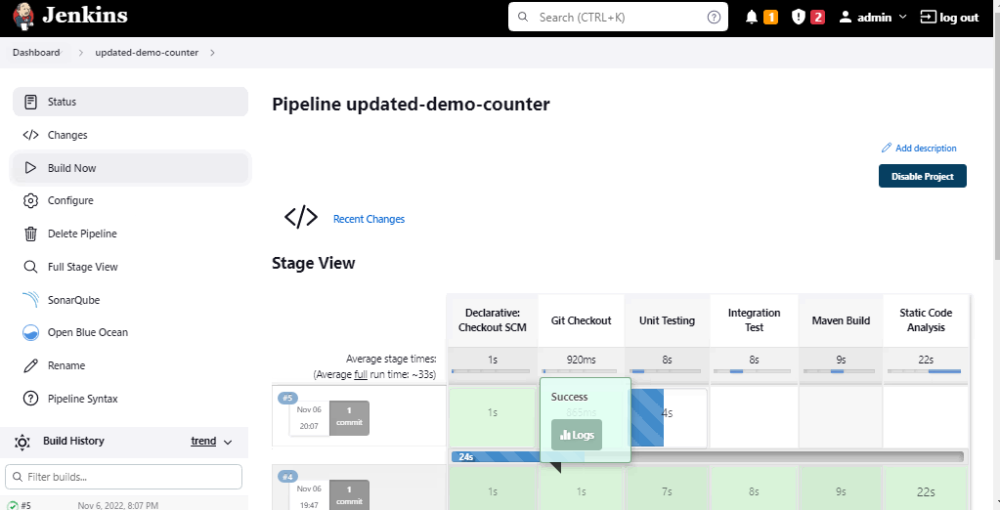 Jenkins
Search (CTRL+K)
?
1
2
admin
log out
Dashboard
updated-demo-counter
Status
Changes
Build Now
Configure
Delete Pipeline
Full Stage View
SonarQube
Open Blue Ocean
Rename
Pipeline Syntax
Build History
trend
Filter builds...
#5
Nov 6, 2022, 8:07 PM
Pipeline updated-demo-counter
Add description
Disable Project
Recent Changes
Stage View
Declarative: Checkout SCM
Git Checkout
Unit Testing
Integration Test
Maven Build
Static Code Analysis
Average stage times:
1s
920ms
8s
8s
9s
22s
(Average full run time: ~33s)
#5
Nov 06
20:07
1
commit
1s
Success
865ms
Logs
4s
24s
#4
Nov 06
19:47
1
commit
1s
1s
7s
8s
9s
22s